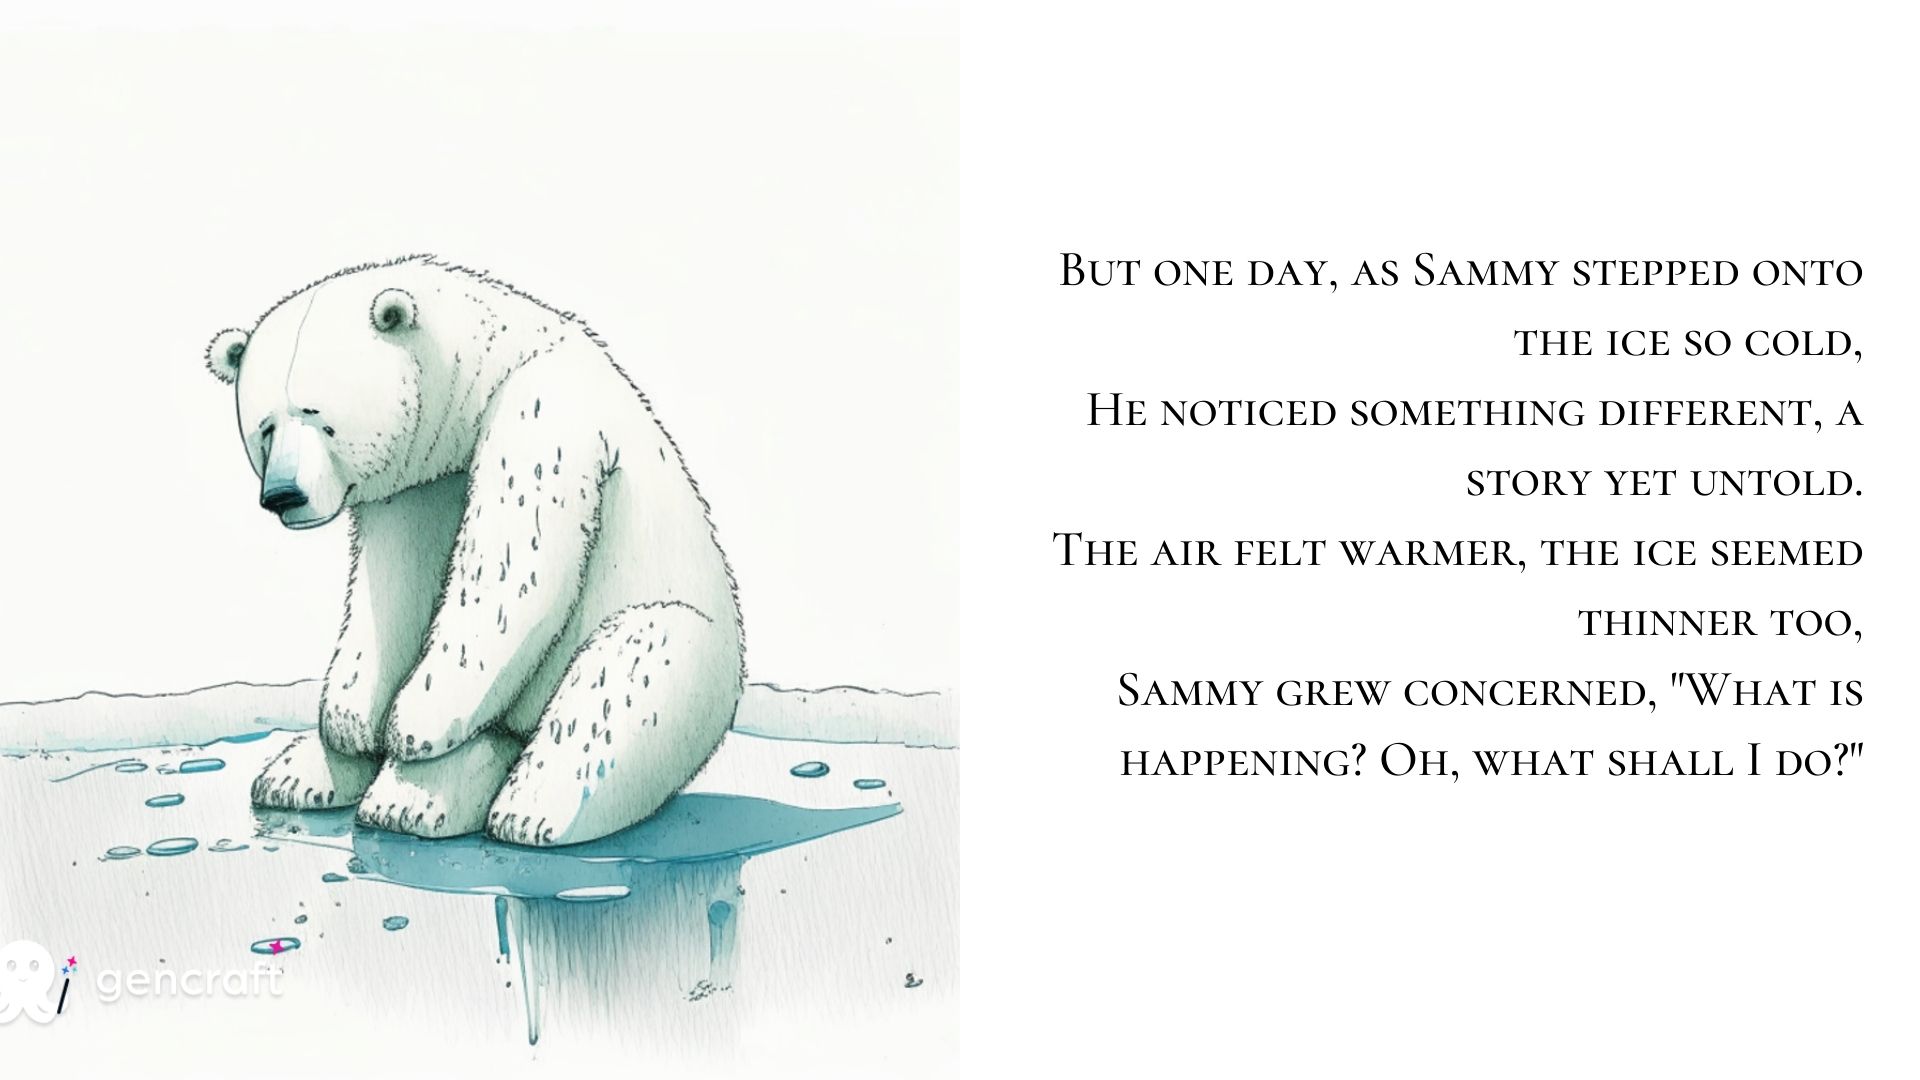 But one day, as Sammy stepped onto
the ice so cold,
He noticed something different, a
story yet untold.
The air felt warmer, the ice seemed
thinner too,
Sammy grew concerned, "What is
happening? Oh, what shall I do?"
gencraft